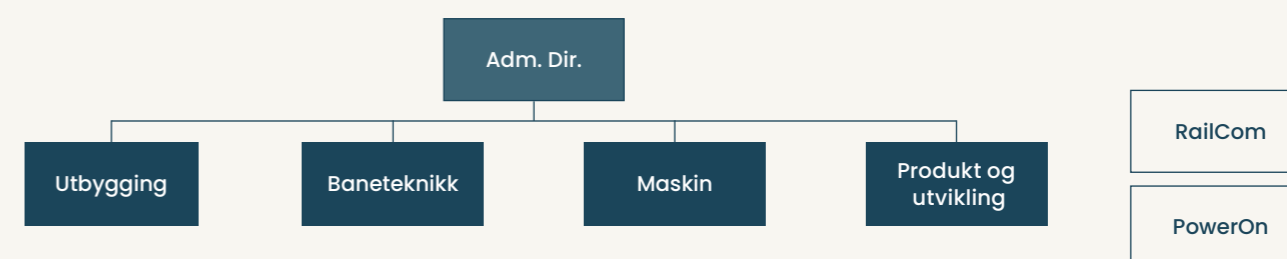 Adm. Dir.
Utbygging
Baneteknikk
Maskin
Produkt og
utvikling
RailCom
PowerOn